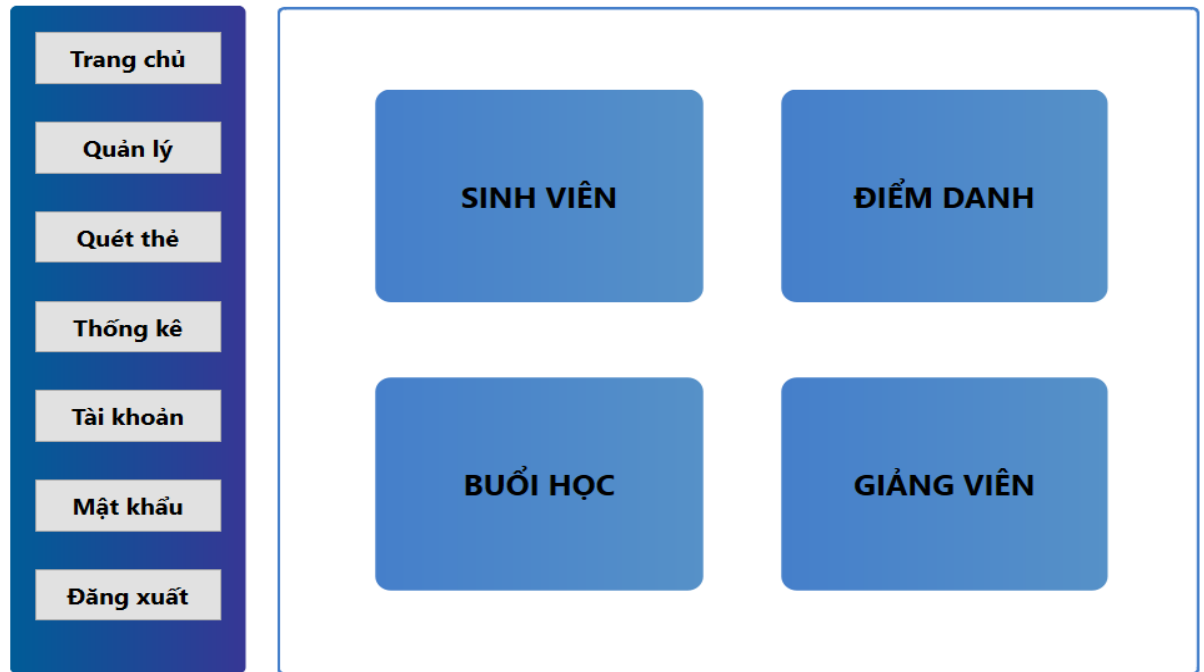 Trang chủ
Quản lý
Quét thẻ
Thống kê
Tài khoản
Mật khẩu
Đăng xuất
SINH VIÊN
ĐIỂM DANH
BUỔI HỌC
GIẢNG VIÊN